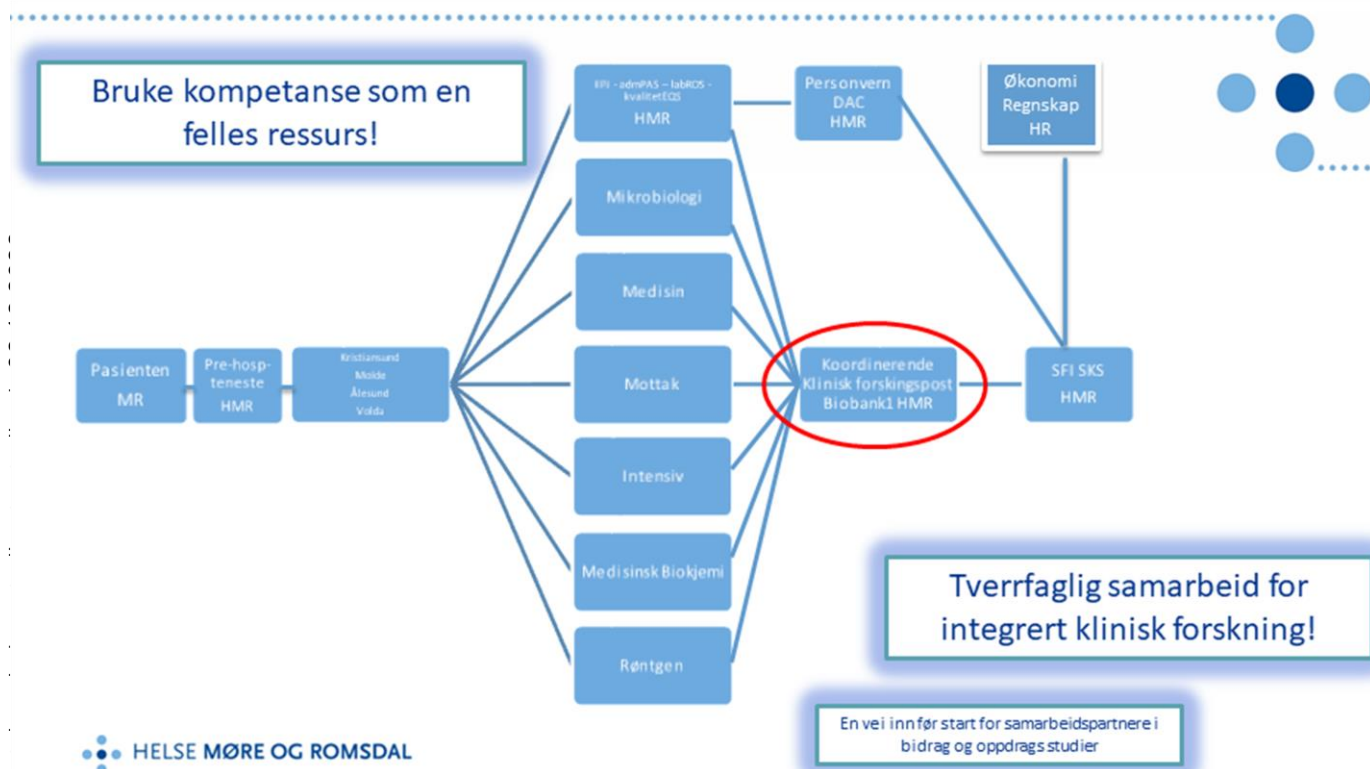 Bruke kompetanse som en
felles ressurs!
admPAS – labROS -
kvalitetEQS
HMR
Personvern
DAC
HMR
Økonomi
Regnskap
HR
Mikrobiologi
Medisin
Pasienten
MR
Pre-hosp-
teneste
HMR
Kristiansund
Molde
Ålesund
Volda
Mottak
Koordinerende
Klinisk forskingspost
Biobank1 HMR
SFI SKS
HMR
Intensiv
Medisinsk Biokjemi
Røntgen
Tverrfaglig samarbeid for
integrert klinisk forskning!
En vei inn før start for samarbeidspartnere i
bidrag og oppdrags studier
HELSE MØRE OG ROMSDAL